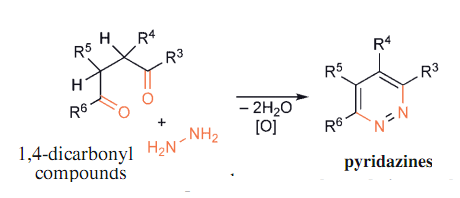 H R⁴
R⁵ R³
H
R⁶ O O
+
H₂N-NH₂
1,4-dicarbonyl
compounds
- 2H₂O
[O]
R⁴
R⁵ R³
R⁶ N=N
pyridazines